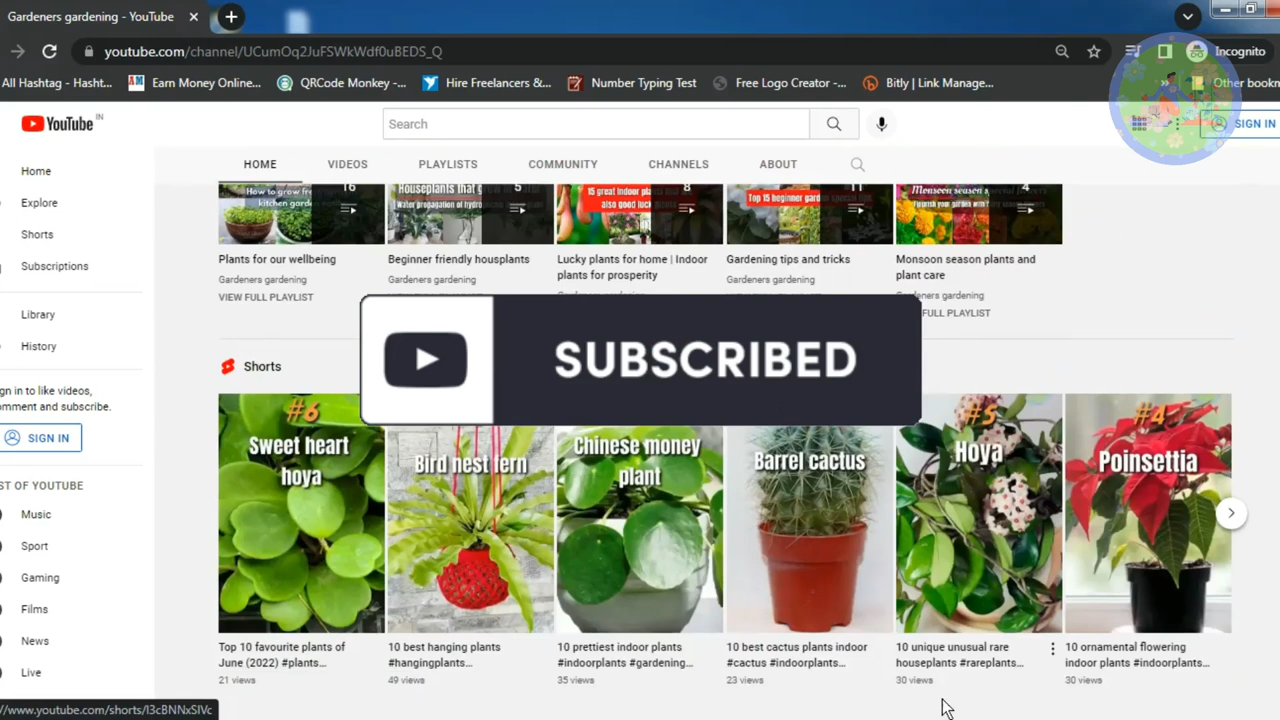 Gardeners gardening - YouTube
youtube.com/channel/UCumOq2JuFSWkWdf0uBEDS_Q
Incognito
All Hashtag - Hasht...
Earn Money Online...
QRCode Monkey -...
Hire Freelancers &...
Number Typing Test
Free Logo Creator -...
Bitly | Link Manage...
Other bookm
YouTube IN
Search
SIGN IN
HOME
VIDEOS
PLAYLISTS
COMMUNITY
CHANNELS
ABOUT
Home
Explore
Shorts
Subscriptions
Library
History
gn in to like videos,
omment and subscribe.
SIGN IN
ST OF YOUTUBE
Music
Sport
Gaming
Films
News
Live
How to grow
kitchen garden
16
Houseplants that
Water propagation of
5
15 great Indoor
also good luck
8
Top 15 beginner
11
Monsoon season
4
Plants for our wellbeing
Gardeners gardening
VIEW FULL PLAYLIST
Beginner friendly housplants
Gardeners gardening
Lucky plants for home | Indoor
plants for prosperity
Gardening tips and tricks
Gardeners gardening
Monsoon season plants and
plant care
Gardeners gardening
FULL PLAYLIST
SUBSCRIBED
Shorts
#6
Sweet heart
hoya
Bird nest fern
Chinese money
plant
Barrel cactus
#5
Hoya
#4
Poinsettia
Top 10 favourite plants of
June (2022) #plants...
21 views
10 best hanging plants
#hangingplants...
49 views
10 prettiest indoor plants
#indoorplants #gardening...
35 views
10 best cactus plants indoor
#cactus #indoorplants...
23 views
10 unique unusual rare
houseplants #rareplants...
30 views
10 ornamental flowering
indoor plants #indoorplants...
30 views
//www.youtube.com/shorts/I3cBNNxSIVc